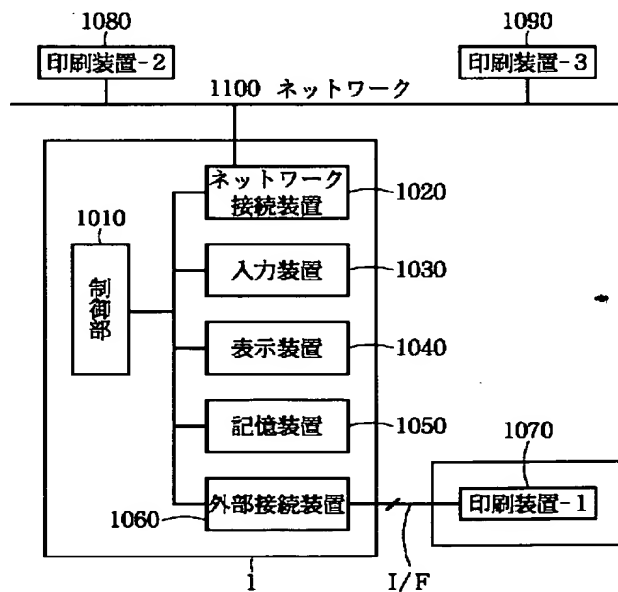 1080
1090
印刷装置-2
印刷装置-3
1100 ネットワーク
ネットワーク
接続装置
1020
1010
制御部
入力装置
1030
表示装置
1040
記憶装置
1050
1070
外部接続装置
1060
印刷装置-1
1
I/F